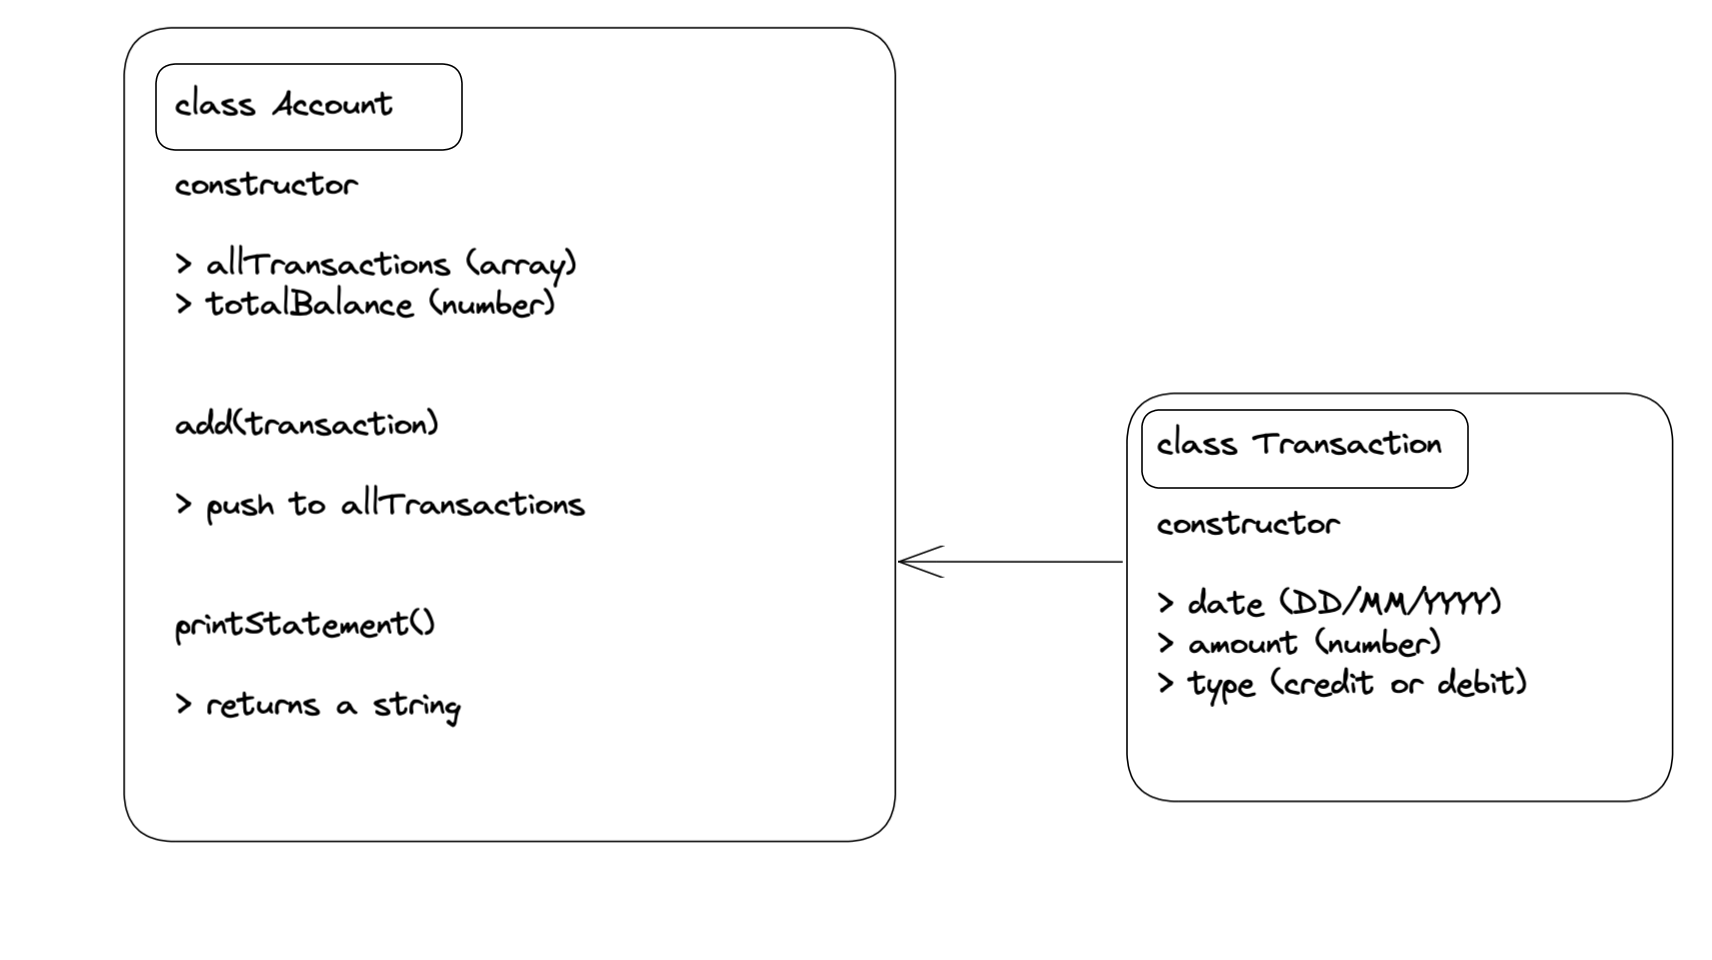 class Account
constructor
> allTransactions (array)
> totalBalance (number)
add(transaction)
> push to allTransactions
printStatement()
> returns a string
class Transaction
constructor
> date (DD/MM/YYYY)
> amount (number)
> type (credit or debit)